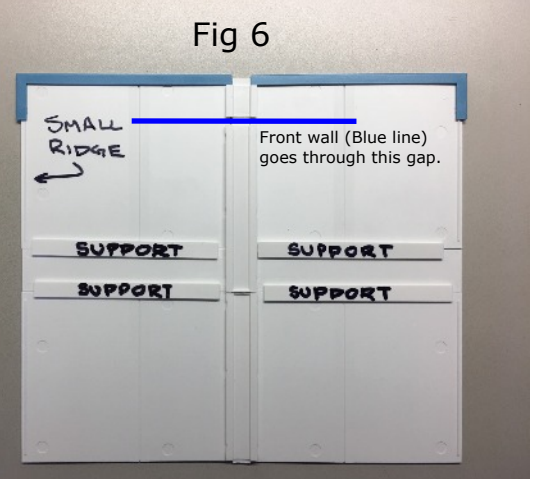 Fig 6
SMALL
RIDGE
Front wall (Blue line)
goes through this gap.
SUPPORT
SUPPORT
SUPPORT
SUPPORT